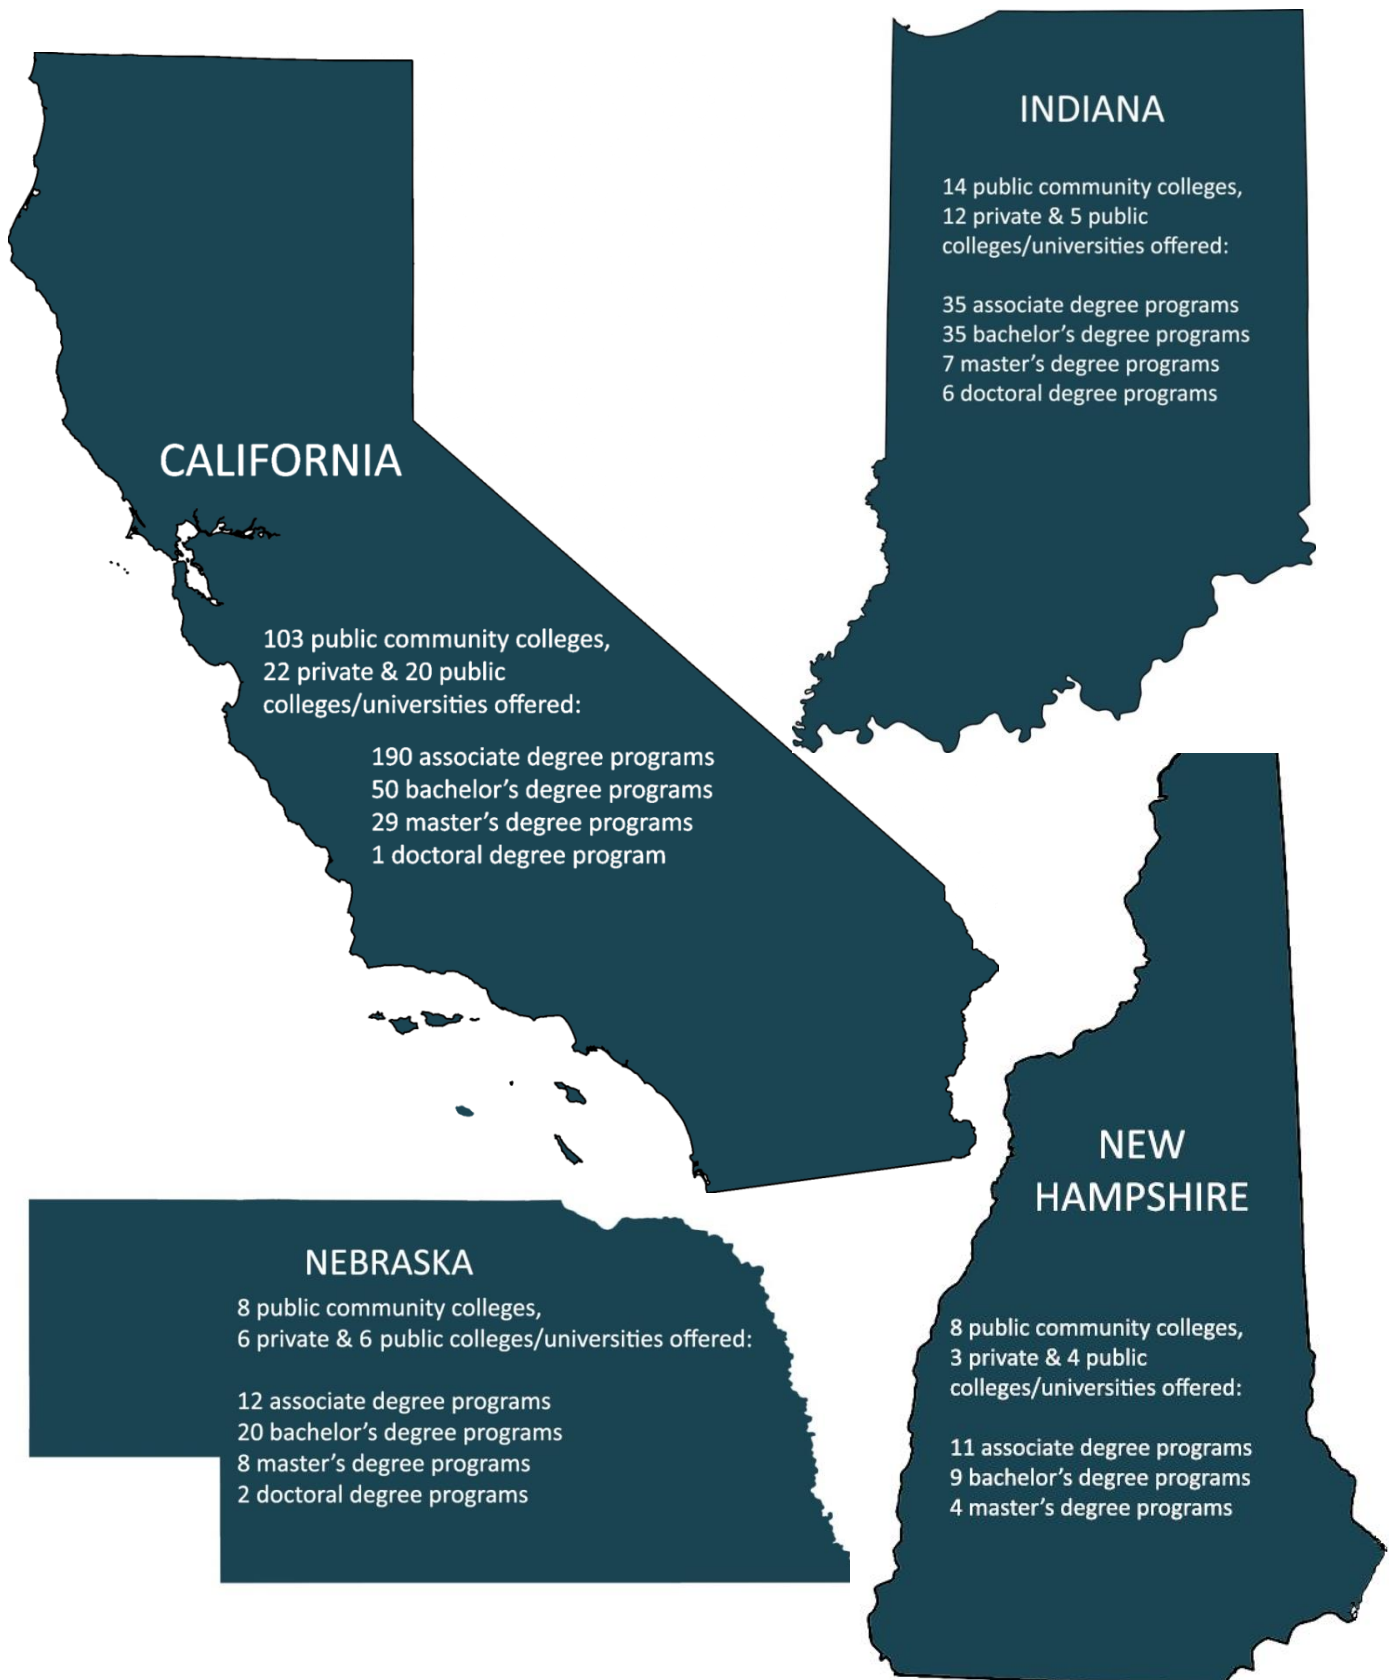 INDIANA
14 public community colleges,
12 private & 5 public
colleges/universities offered:
35 associate degree programs
35 bachelor's degree programs
7 master's degree programs
6 doctoral degree programs
CALIFORNIA
103 public community colleges,
22 private & 20 public
colleges/universities offered:
190 associate degree programs
50 bachelor's degree programs
29 master's degree programs
1 doctoral degree program
NEW
HAMPSHIRE
8 public community colleges,
3 private & 4 public
colleges/universities offered:
11 associate degree programs
9 bachelor's degree programs
4 master's degree programs
NEBRASKA
8 public community colleges,
6 private & 6 public colleges/universities offered:
12 associate degree programs
20 bachelor's degree programs
8 master's degree programs
2 doctoral degree programs